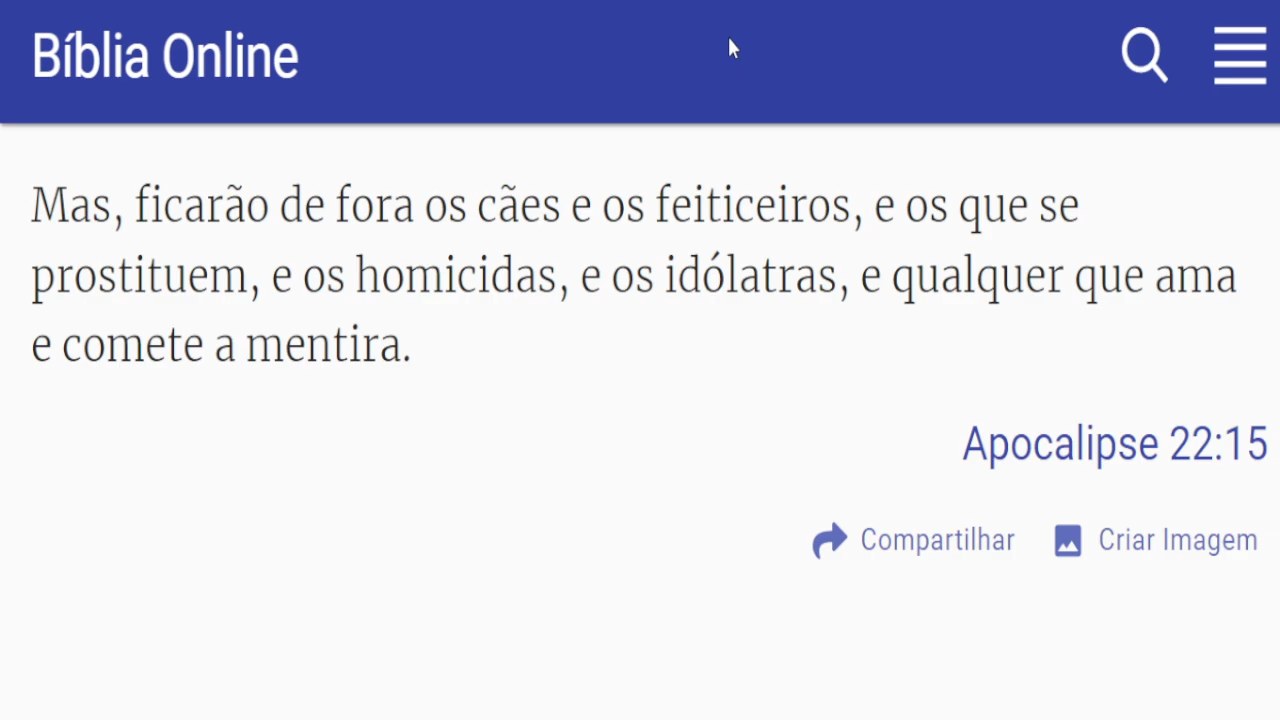 Bíblia Online
Mas, ficarão de fora os cães e os feiticeiros, e os que se
prostituem, e os homicidas, e os idólatras, e qualquer que ama
e comete a mentira.
Apocalipse 22:15
Compartilhar Criar Imagem